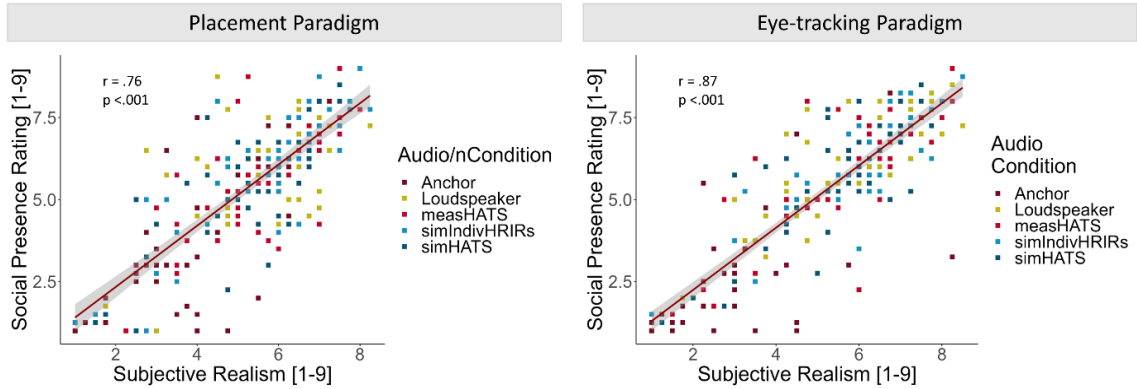 Placement Paradigm
r = .76
p <.001
Social Presence Rating [1-9]
7.5
5.0
2.5
2 4 6 8
Subjective Realism [1-9]
Audio/nCondition
Anchor
Loudspeaker
measHATS
simIndivHRIRs
simHATS
Eye-tracking Paradigm
r = .87
p <.001
Social Presence Rating [1-9]
7.5
5.0
2.5
2 4 6 8
Subjective Realism [1-9]
Audio
Condition
Anchor
Loudspeaker
measHATS
simIndivHRIRs
simHATS